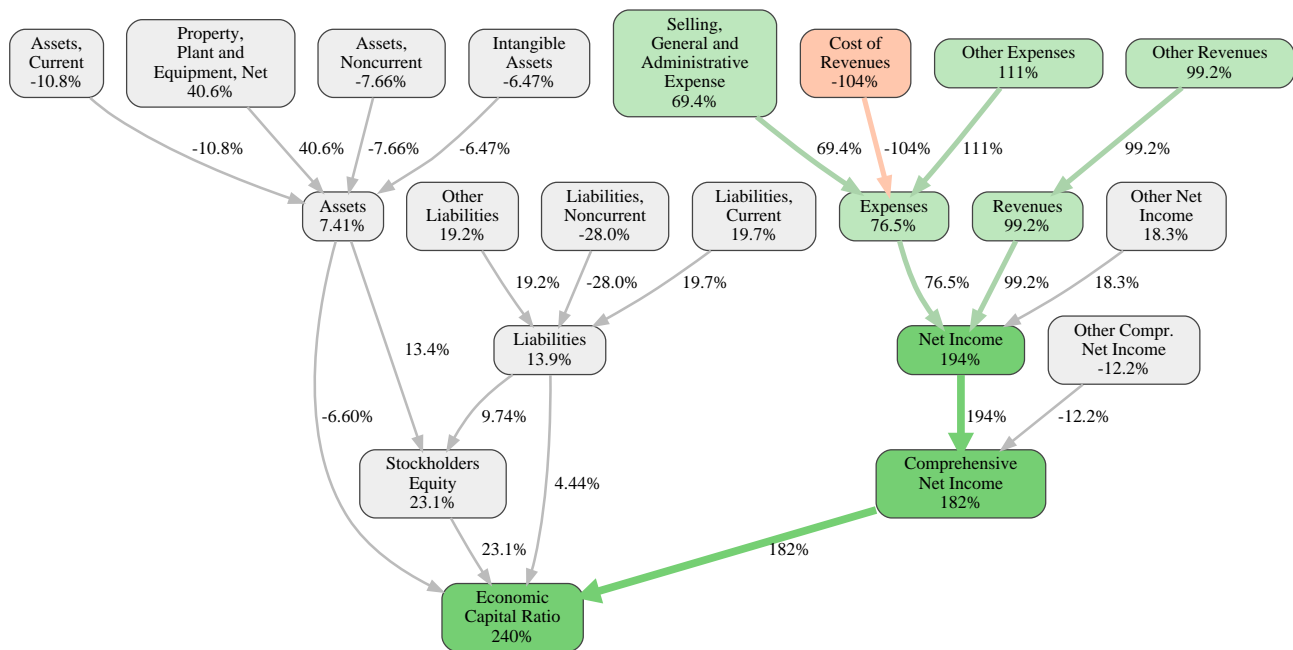 Assets,
Current
-10.8%
Property,
Plant and
Equipment, Net
40.6%
Assets,
Noncurrent
-7.66%
Intangible
Assets
-6.47%
Selling,
General and
Administrative
Expense
69.4%
Cost of
Revenues
-104%
Other Expenses
111%
Other Revenues
99.2%
-10.8%
40.6%
-7.66%
-6.47%
69.4%
-104%
111%
99.2%
Assets
7.41%
Other
Liabilities
19.2%
Liabilities,
Noncurrent
-28.0%
Liabilities,
Current
19.7%
Expenses
76.5%
Revenues
99.2%
Other Net
Income
18.3%
19.2%
-28.0%
19.7%
76.5%
99.2%
18.3%
Liabilities
13.9%
Net Income
194%
Other Compr.
Net Income
-12.2%
13.4%
-6.60%
9.74%
194%
-12.2%
Stockholders
Equity
23.1%
4.44%
Comprehensive
Net Income
182%
23.1%
182%
Economic
Capital Ratio
240%